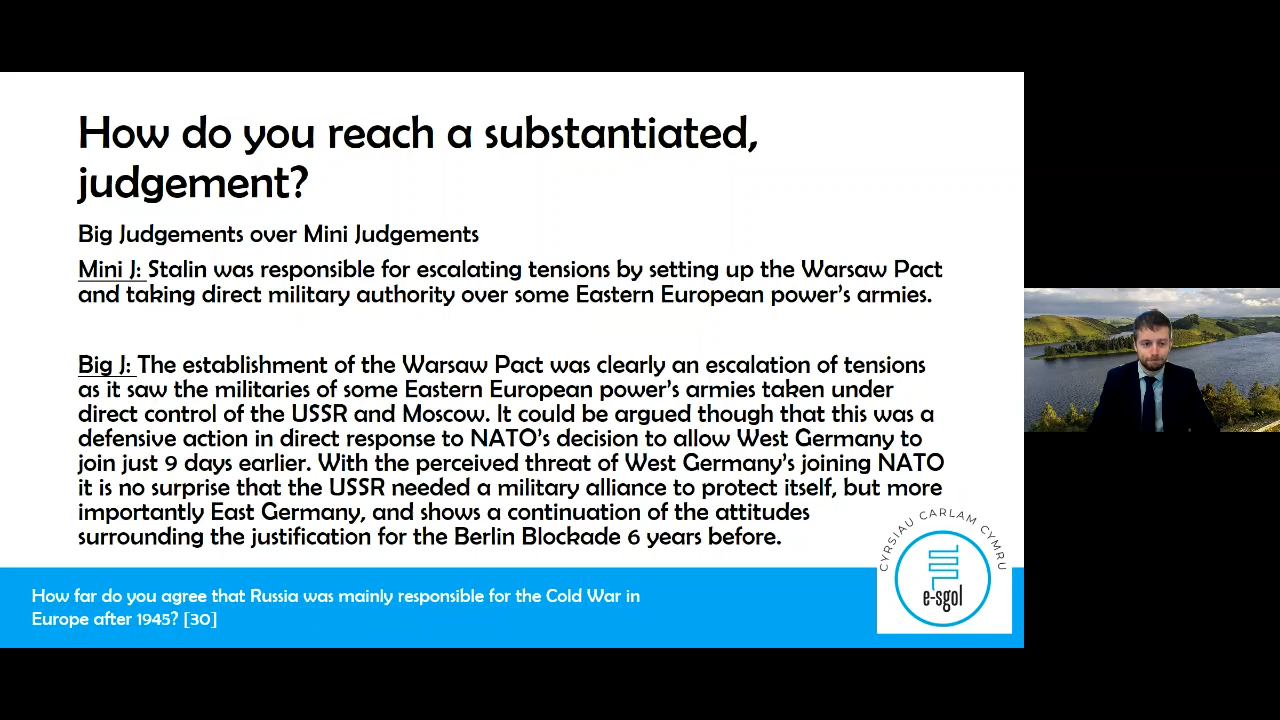 How do you reach a substantiated,
judgement?
Big Judgements over Mini Judgements
Mini J: Stalin was responsible for escalating tensions by setting up the Warsaw Pact
and taking direct military authority over some Eastern European power's armies.
Big J: The establishment of the Warsaw Pact was clearly an escalation of tensions
as it saw the militaries of some Eastern European power's armies taken under
direct control of the USSR and Moscow. It could be argued though that this was a
defensive action in direct response to NATO's decision to allow West Germany to
join just 9 days earlier. With the perceived threat of West Germany's joining NATO
it is no surprise that the USSR needed a military alliance to protect itself, but more
importantly East Germany, and shows a continuation of the attitudes
surrounding the justification for the Berlin Blockade 6 years before.
How far do you agree that Russia was mainly responsible for the Cold War in
Europe after 1945? [30]
CYRSIAU CARLAM CYMRU
e-sgol